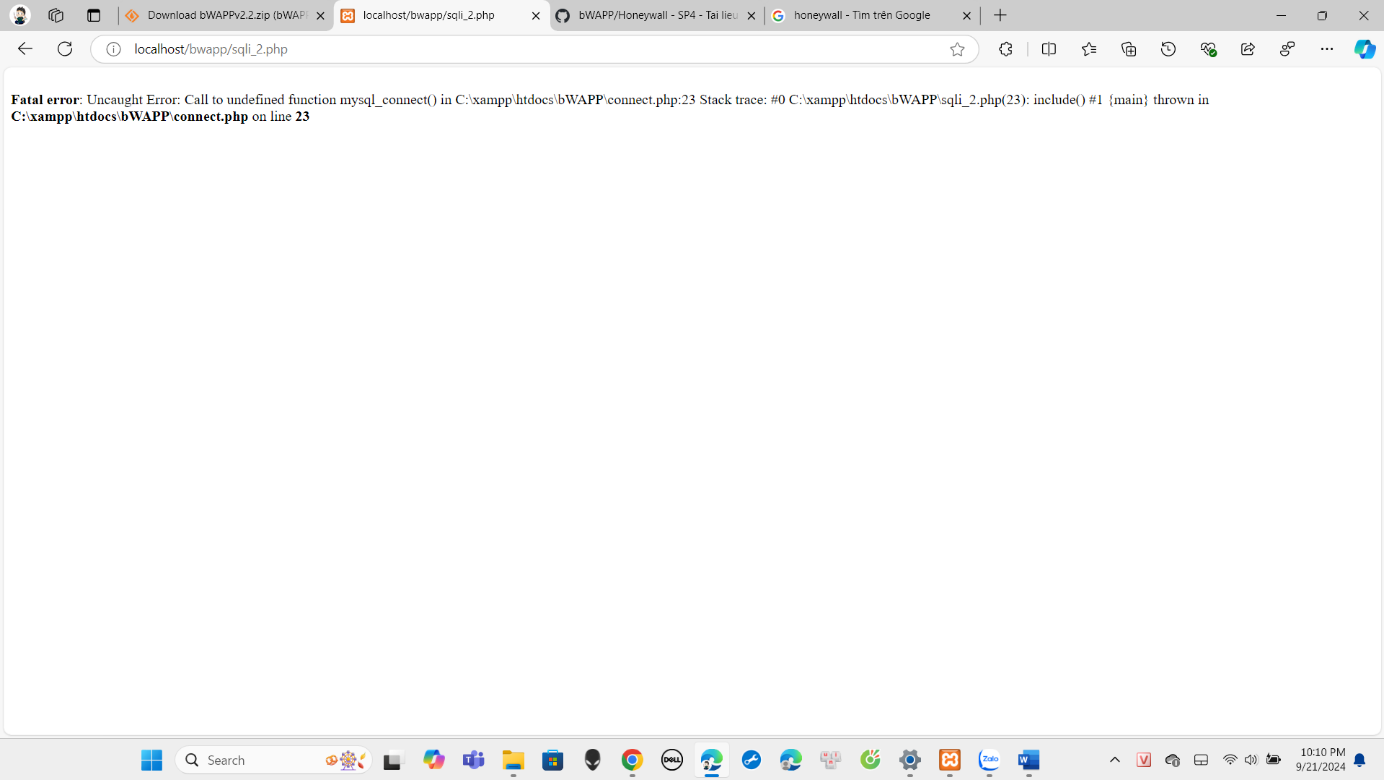 Download bWAPPv2.2.zip (bWAPP
localhost/bwapp/sqli_2.php
bWAPP/Honeywall - SP4 - Tai lieu
honeywall - Tìm trên Google
localhost/bwapp/sqli_2.php
Fatal error: Uncaught Error: Call to undefined function mysql_connect() in C:\xampp\htdocs\bWAPP\connect.php:23 Stack trace: #0 C:\xampp\htdocs\bWAPP\sqli_2.php(23): include() #1 {main} thrown in
C:\xampp\htdocs\bWAPP\connect.php on line 23
Search
DELL
Zalo
W
V
10:10 PM
9/21/2024